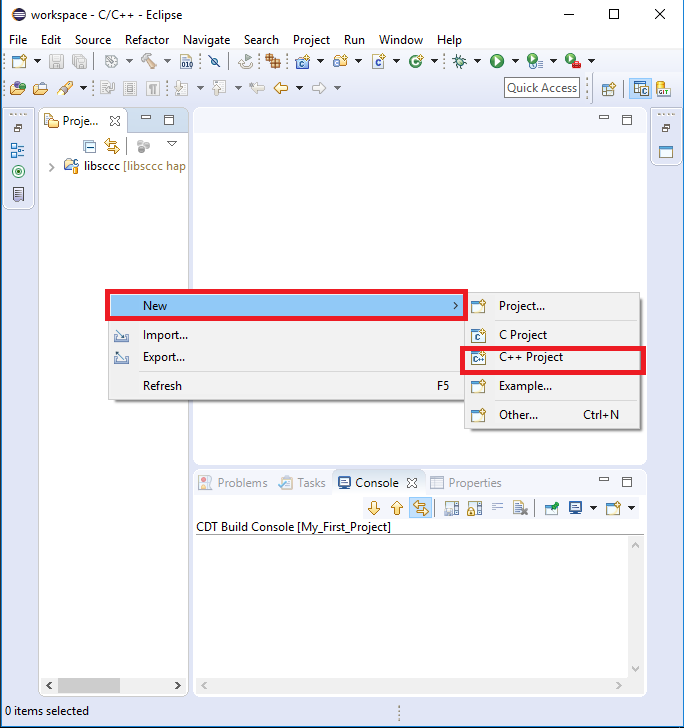 workspace - C/C++ - Eclipse
File Edit Source Refactor Navigate Search Project Run Window Help
010
Quick Access
GIT
Proje...
libsccc [libsccc hap
New
Import...
Export...
Refresh F5
Project...
C Project
C++ Project
Example...
Other... Ctrl+N
Problems Tasks Console Properties
CDT Build Console [My_First_Project]
0 items selected